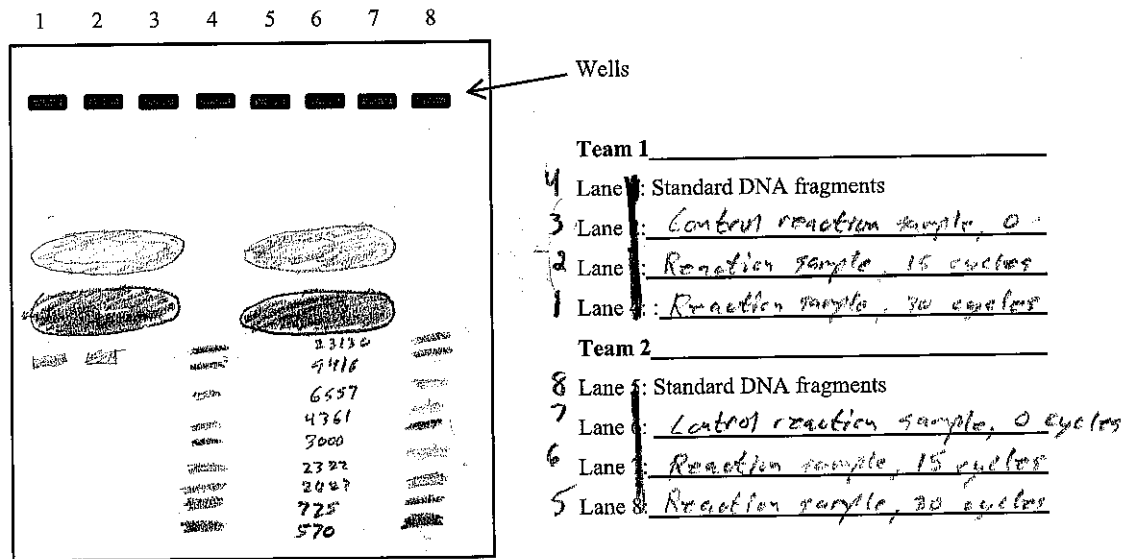 1 2 3 4 5 6 7 8
Wells
Team 1
4 Lane : Standard DNA fragments
3 Lane : Control reaction sample, 0
2 Lane : Reaction sample, 15 cycles
1 Lane : : Reaction sample, 30 cycles
Team 2
8 Lane 5: Standard DNA fragments
7 Lane 6: Control reaction sample, 0 cycles
6 Lane : Reaction sample, 15 cycles
5 Lane 8: Reaction sample, 30 cycles
23130
9416
6557
4361
3000
2322
2027
725
570